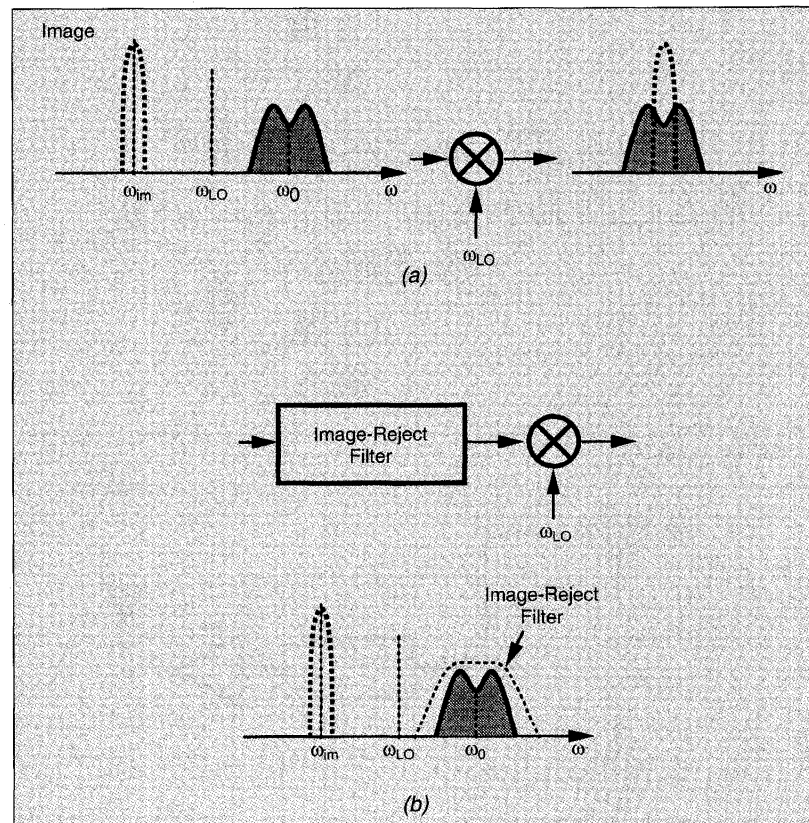 Image
ω_im ω_LO ω_0 ω ω
ω_LO
(a)
Image-Reject
Filter
ω_LO
Image-Reject
Filter
ω_im ω_LO ω_0 ω
(b)